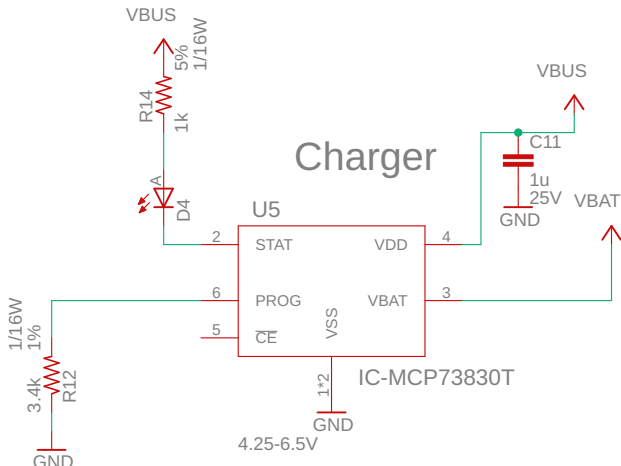 VBUS
5%
1/16W
R14
1k
VBUS
Charger
C11
1u
25V
GND
A
D4
U5
VBAT
2
STAT
VDD
4
6
PROG
VBAT
3
5
CE
VSS
1*2
1/16W
1%
3.4k
R12
IC-MCP73830T
GND
4.25-6.5V
GND